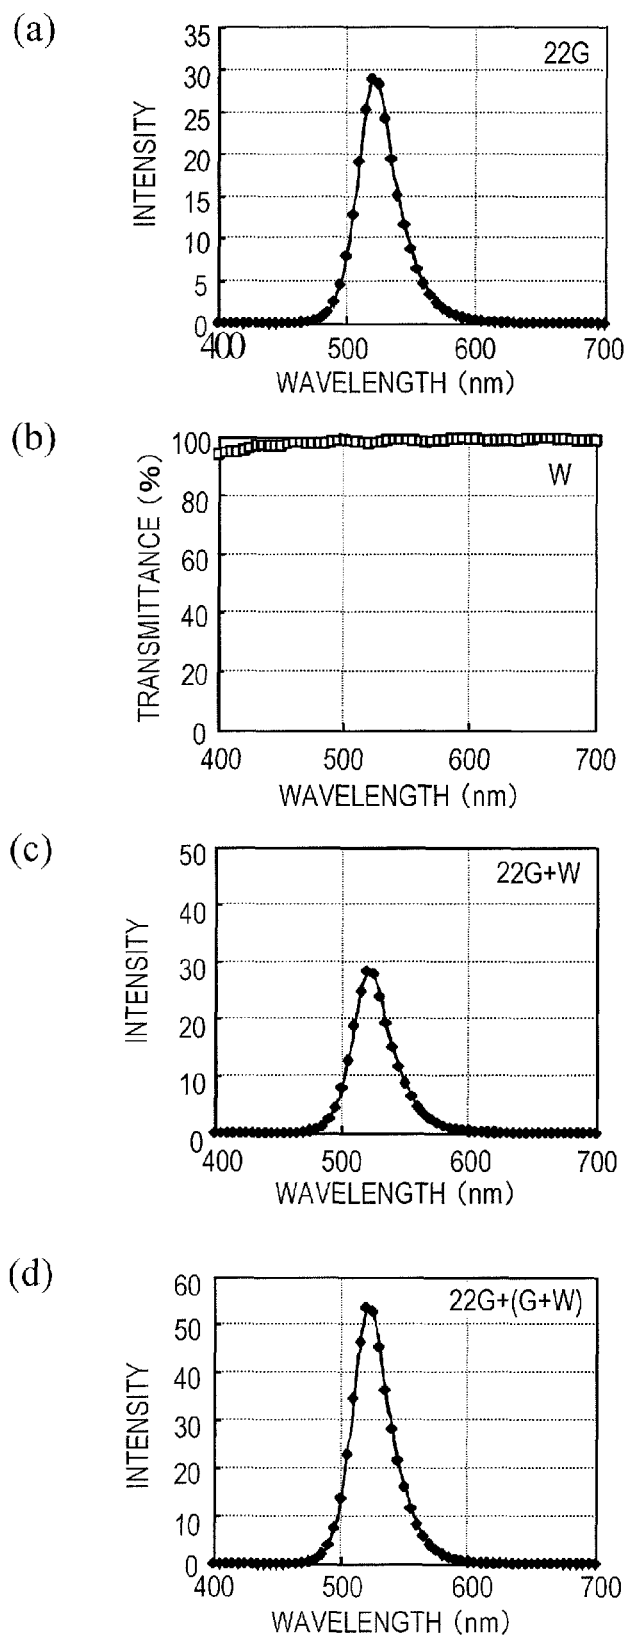 (a)
35
30
25
20
15
10
5
0
INTENSITY
22G
400 500 600 700
WAVELENGTH (nm)
(b)
100
80
60
40
20
0
TRANSMITTANCE (%)
W
400 500 600 700
WAVELENGTH (nm)
(c)
50
40
30
20
10
0
INTENSITY
22G+W
400 500 600 700
WAVELENGTH (nm)
(d)
60
50
40
30
20
10
0
INTENSITY
22G+(G+W)
400 500 600 700
WAVELENGTH (nm)